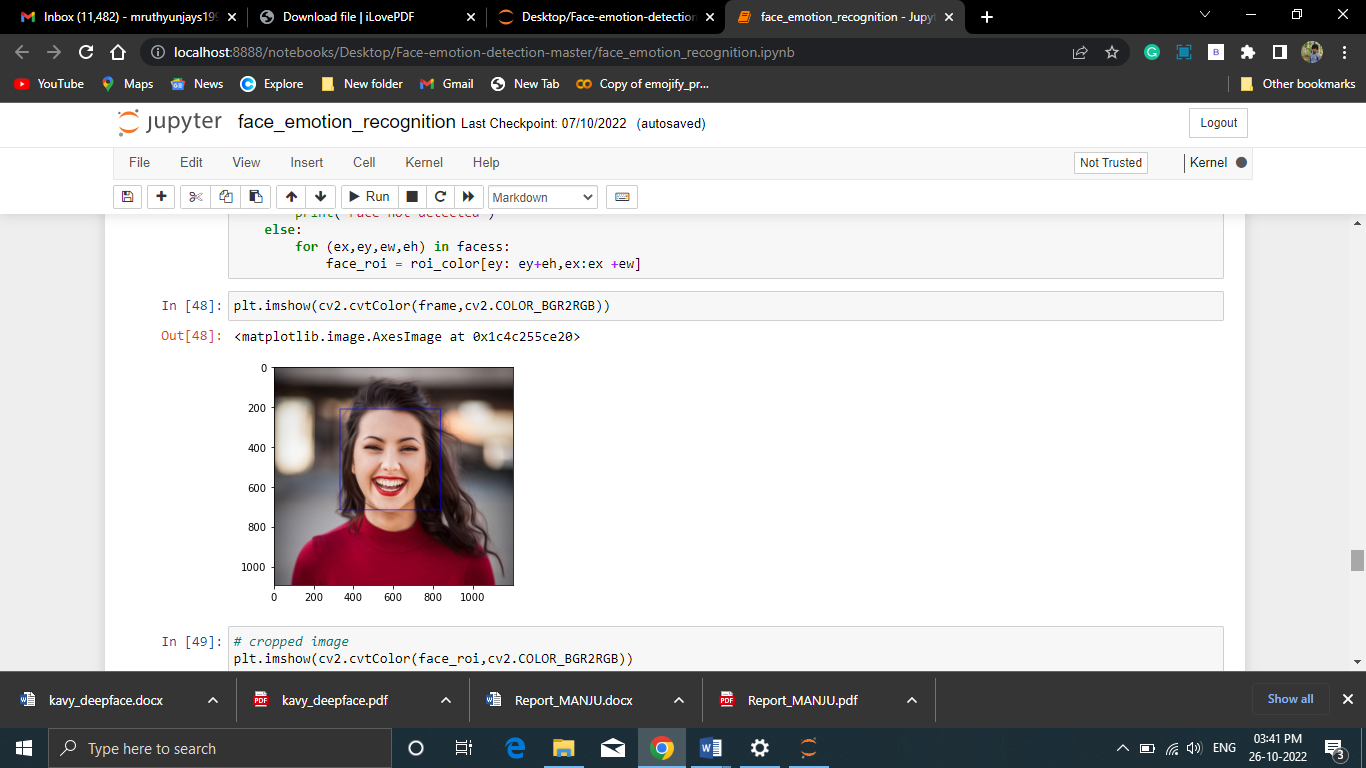 Inbox (11,482) - mruthyunjays199
Download file | iLovePDF
Desktop/Face-emotion-detection
face_emotion_recognition - Jupy
localhost:8888/notebooks/Desktop/Face-emotion-detection-master/face_emotion_recognition.ipynb
YouTube Maps News Explore New folder Gmail New Tab Copy of emojify_pr... Other bookmarks
jupyter face_emotion_recognition Last Checkpoint: 07/10/2022 (autosaved) Logout
File Edit View Insert Cell Kernel Help Not Trusted Kernel
Run Markdown
print("Face not detected")
else:
for (ex,ey,ew,eh) in facess:
face_roi = roi_color[ey: ey+eh,ex:ex +ew]
In [48]: plt.imshow(cv2.cvtColor(frame,cv2.COLOR_BGR2RGB))
Out[48]: <matplotlib.image.AxesImage at 0x1c4c255ce20>
0
200
400
600
800
1000
0 200 400 600 800 1000
In [49]: # cropped image
plt.imshow(cv2.cvtColor(face_roi,cv2.COLOR_BGR2RGB))
kavy_deepface.docx PDF kavy_deepface.pdf Report_MANJU.docx PDF Report_MANJU.pdf Show all
Type here to search
ENG
03:41 PM
26-10-2022
3